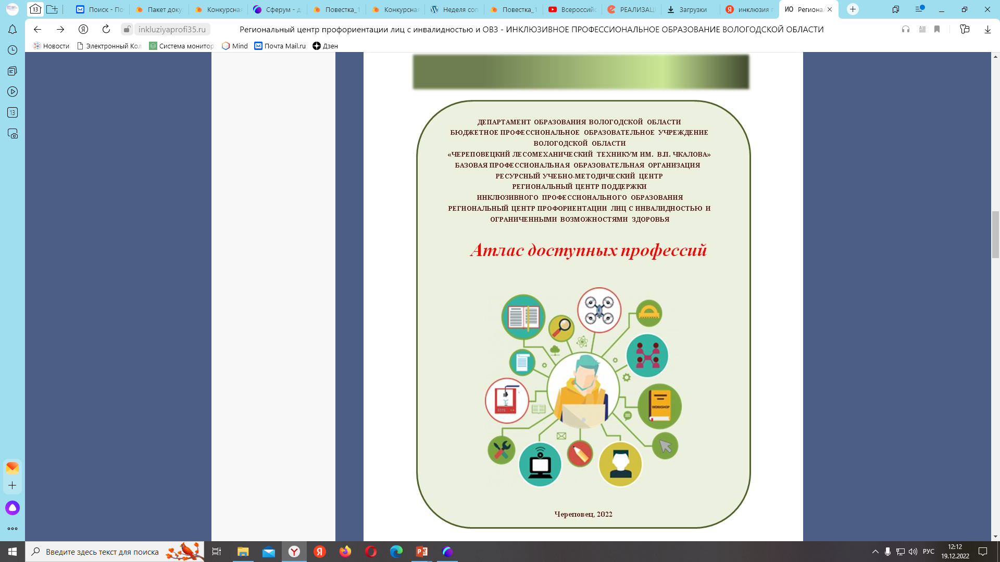 13
Поиск - По
Пакет доку
Конкурсная
Сферум - д
Повестка_1
Конкурсная
Неделя соп
Повестка_1
Всероссийс
РЕАЛИЗАЦ
Загрузки
инклюзия п
ИО Региона
inkluziyaprofi35.ru
Региональный центр профориентации лиц с инвалидностью и ОВЗ - ИНКЛЮЗИВНОЕ ПРОФЕССИОНАЛЬНОЕ ОБРАЗОВАНИЕ ВОЛОГОДСКОЙ ОБЛАСТИ
Новости
Электронный Кол
Система монитор
Mind
Почта Mail.ru
Дзен
13
ДЕПАРТАМЕНТ ОБРАЗОВАНИЯ ВОЛОГОДСКОЙ ОБЛАСТИ
БЮДЖЕТНОЕ ПРОФЕССИОНАЛЬНОЕ ОБРАЗОВАТЕЛЬНОЕ УЧРЕЖДЕНИЕ
ВОЛОГОДСКОЙ ОБЛАСТИ
«ЧЕРЕПОВЕЦКИЙ ЛЕСОМЕХАНИЧЕСКИЙ ТЕХНИКУМ ИМ. В.П. ЧКАЛОВА»
БАЗОВАЯ ПРОФЕССИОНАЛЬНАЯ ОБРАЗОВАТЕЛЬНАЯ ОРГАНИЗАЦИЯ
РЕСУРСНЫЙ УЧЕБНО-МЕТОДИЧЕСКИЙ ЦЕНТР
РЕГИОНАЛЬНЫЙ ЦЕНТР ПОДДЕРЖКИ
ИНКЛЮЗИВНОГО ПРОФЕССИОНАЛЬНОГО ОБРАЗОВАНИЯ
РЕГИОНАЛЬНЫЙ ЦЕНТР ПРОФОРИЕНТАЦИИ ЛИЦ С ИНВАЛИДНОСТЬЮ И
ОГРАНИЧЕННЫМИ ВОЗМОЖНОСТЯМИ ЗДОРОВЬЯ
Атлас доступных профессий
WORKSHOP
Череповец, 2022
Введите здесь текст для поиска
РУС
12:12
19.12.2022